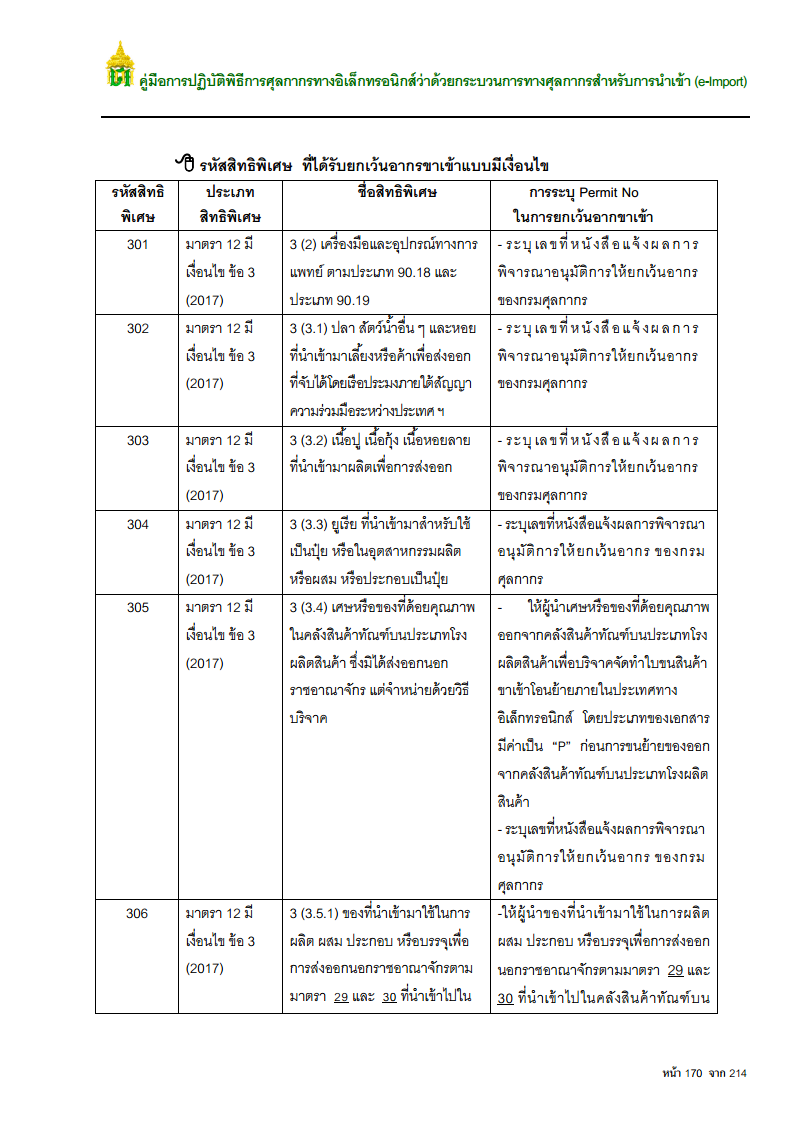 คู่มือการปฏิบัติพิธีการศุลกากรทางอิเล็กทรอนิกส์ว่าด้วยกระบวนการทางศุลกากรสำหรับการนำเข้า (e-Import)
รหัสสิทธิพิเศษ ที่ได้รับยกเว้นอากรขาเข้าแบบมีเงื่อนไข
รหัสสิทธิ
พิเศษ
ประเภท
สิทธิพิเศษ
ชื่อสิทธิพิเศษ
การระบุ Permit No
ในการยกเว้นอากขาเข้า
301
มาตรา 12 มี
เงื่อนไข ข้อ 3
(2017)
3 (2) เครื่องมือและอุปกรณ์ทางการ
แพทย์ ตามประเภท 90.18 และ
ประเภท 90.19
- ระบุเลขที่หนังสือแจ้งผลการ
พิจารณาอนุมัติการให้ยกเว้นอากร
ของกรมศุลกากร
302
มาตรา 12 มี
เงื่อนไข ข้อ 3
(2017)
3 (3.1) ปลา สัตว์น้ำอื่น ๆ และหอย
ที่นำเข้ามาเลี้ยงหรือค้าเพื่อส่งออก
ที่จับได้โดยเรือประมงภายใต้สัญญา
ความร่วมมือระหว่างประเทศ ฯ
- ระบุเลขที่หนังสือแจ้งผลการ
พิจารณาอนุมัติการให้ยกเว้นอากร
ของกรมศุลกากร
303
มาตรา 12 มี
เงื่อนไข ข้อ 3
(2017)
3 (3.2) เนื้อปู เนื้อกุ้ง เนื้อหอยลาย
ที่นำเข้ามาผลิตเพื่อการส่งออก
- ระบุเลขที่หนังสือแจ้งผลการ
พิจารณาอนุมัติการให้ยกเว้นอากร
ของกรมศุลกากร
304
มาตรา 12 มี
เงื่อนไข ข้อ 3
(2017)
3 (3.3) ยูเรีย ที่นำเข้ามาสำหรับใช้
เป็นปุ๋ย หรือในอุตสาหกรรมผลิต
หรือผสม หรือประกอบเป็นปุ๋ย
- ระบุเลขที่หนังสือแจ้งผลการพิจารณา
อนุมัติการให้ยกเว้นอากร ของกรม
ศุลกากร
305
มาตรา 12 มี
เงื่อนไข ข้อ 3
(2017)
3 (3.4) เศษหรือของที่ด้อยคุณภาพ
ในคลังสินค้าทัณฑ์บนประเภทโรง
ผลิตสินค้า ซึ่งมิได้ส่งออกนอก
ราชอาณาจักร แต่จำหน่ายด้วยวิธี
บริจาค
- ให้ผู้นำเศษหรือของที่ด้อยคุณภาพ
ออกจากคลังสินค้าทัณฑ์บนประเภทโรง
ผลิตสินค้าเพื่อบริจาคจัดทำใบขนสินค้า
ขาเข้าโอนย้ายภายในประเทศทาง
อิเล็กทรอนิกส์ โดยประเภทของเอกสาร
มีค่าเป็น “P” ก่อนการขนย้ายของออก
จากคลังสินค้าทัณฑ์บนประเภทโรงผลิต
สินค้า
- ระบุเลขที่หนังสือแจ้งผลการพิจารณา
อนุมัติการให้ยกเว้นอากร ของกรม
ศุลกากร
306
มาตรา 12 มี
เงื่อนไข ข้อ 3
(2017)
3 (3.5.1) ของที่นำเข้ามาใช้ในการ
ผลิต ผสม ประกอบ หรือบรรจุเพื่อ
การส่งออกนอกราชอาณาจักรตาม
มาตรา 29 และ 30 ที่นำเข้าไปใน
-ให้ผู้นำของที่นำเข้ามาใช้ในการผลิต
ผสม ประกอบ หรือบรรจุเพื่อการส่งออก
นอกราชอาณาจักรตามมาตรา 29 และ
30 ที่นำเข้าไปในคลังสินค้าทัณฑ์บน
หน้า 170 จาก 214